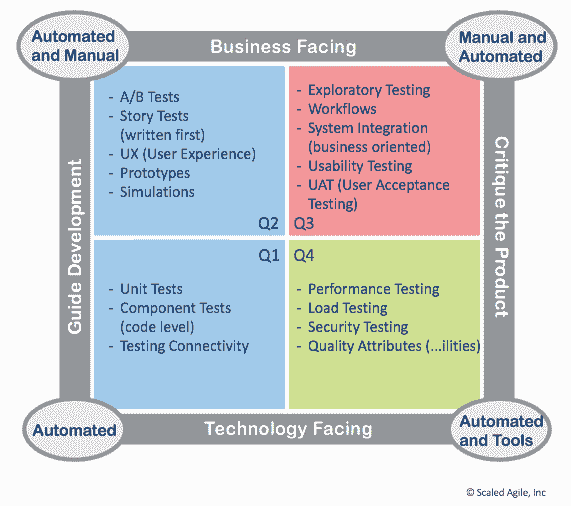 Automated
and Manual
Business Facing
Manual and
Automated
Guide Development
- A/B Tests
- Story Tests
(written first)
- UX (User Experience)
- Prototypes
- Simulations
Q2
- Exploratory Testing
- Workflows
- System Integration
(business oriented)
- Usability Testing
- UAT (User Acceptance
Testing)
Q3
Critique the Product
Q1
- Unit Tests
- Component Tests
(code level)
- Testing Connectivity
Q4
- Performance Testing
- Load Testing
- Security Testing
- Quality Attributes (...ilities)
Automated
Technology Facing
Automated
and Tools
© Scaled Agile, Inc